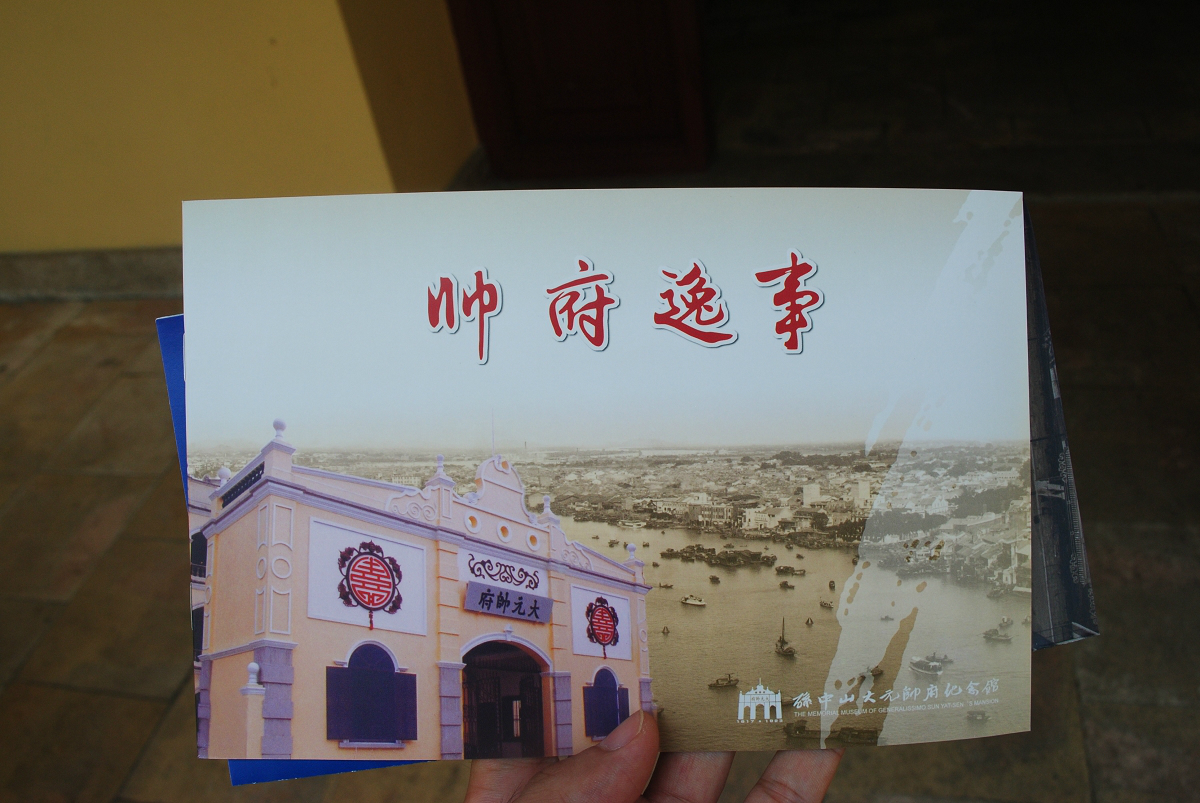 帅府逸事
府帥元大
孫中山大元帥府纪念館
THE MEMORIAL MUSEUM OF GENERALISSIMO SUN YAT-SEN'S MANSION